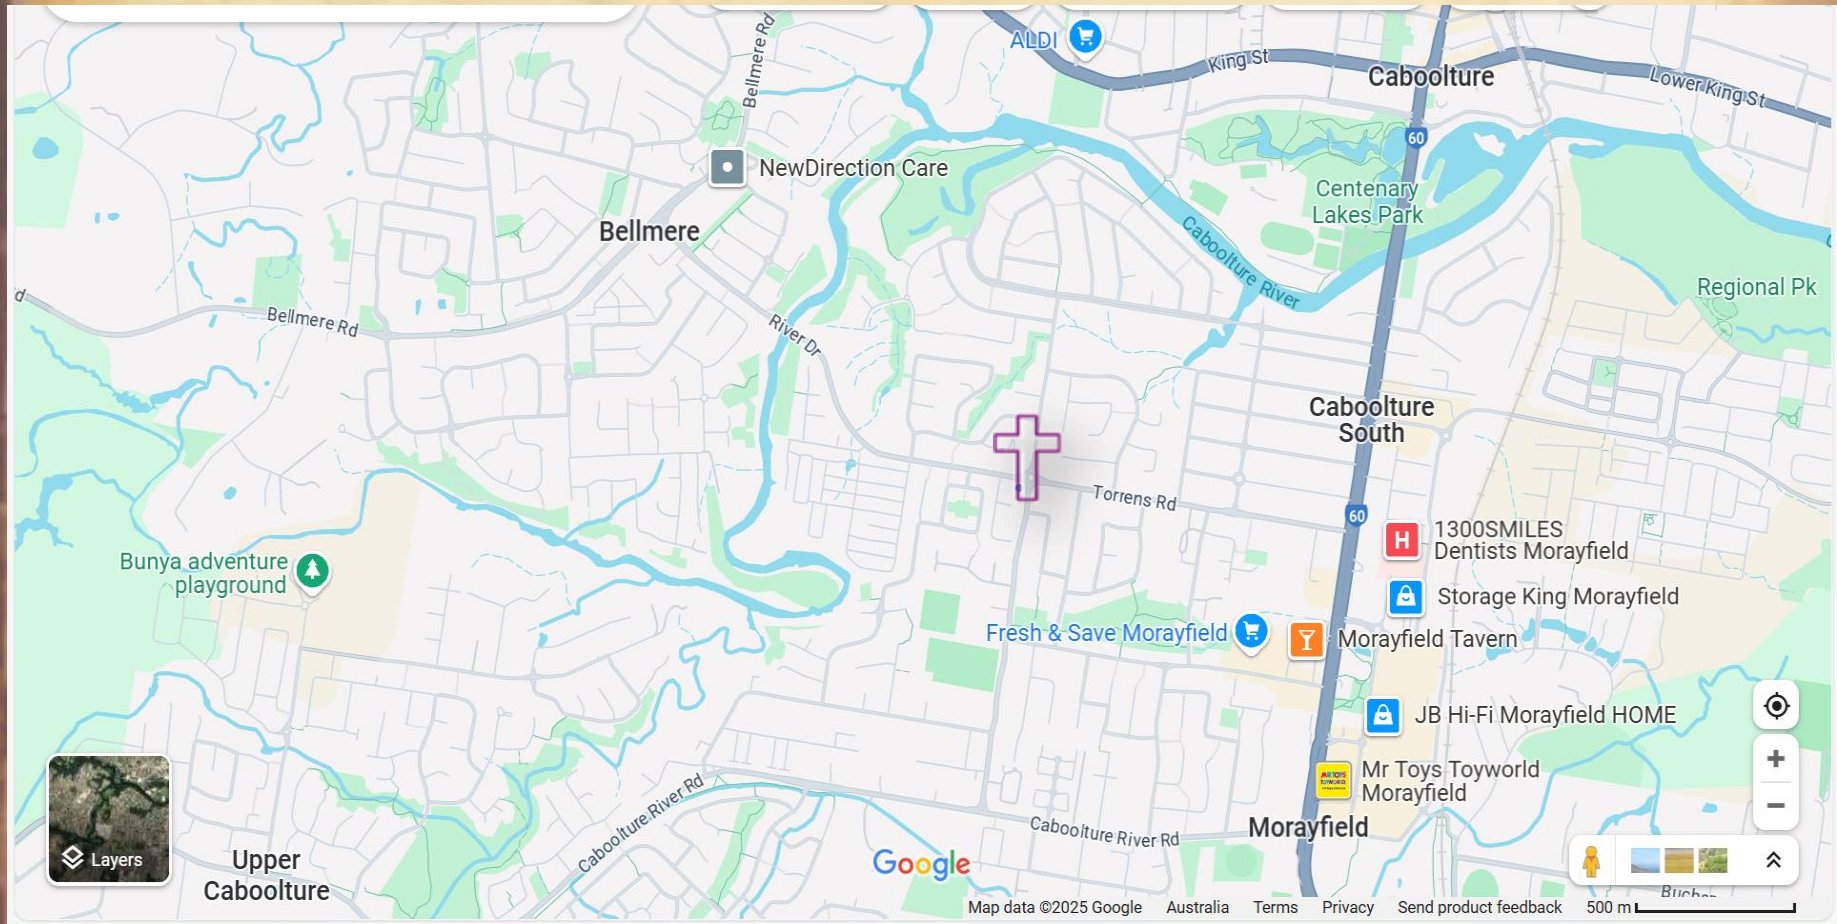 Bellmere Rd
ALDI
King St
Caboolture
Lower King St
60
NewDirection Care
Centenary
Lakes Park
Bellmere
Caboolture River
Regional Pk
Bellmere Rd
River Dr
Caboolture
South
Torrens Rd
60
1300SMILES
Dentists Morayfield
Bunya adventure
playground
Storage King Morayfield
Fresh & Save Morayfield
Morayfield Tavern
JB Hi-Fi Morayfield HOME
Mr Toys Toyworld
Morayfield
Caboolture River Rd
Caboolture River Rd
Morayfield
Layers
Upper
Caboolture
Google
Map data ©2025 Google Australia Terms Privacy Send product feedback 500 m